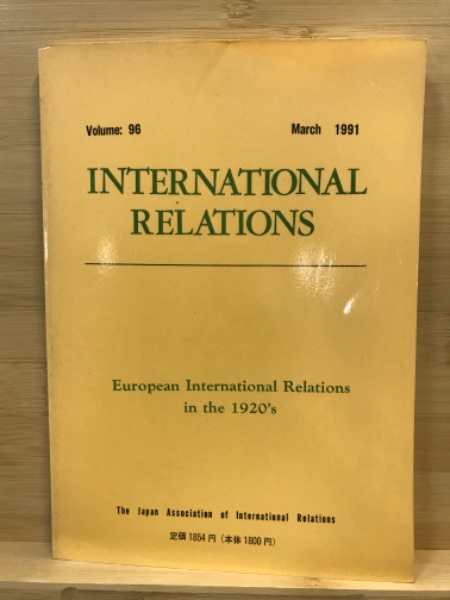 Volume: 96 March 1991
INTERNATIONAL
RELATIONS
European International Relations
in the 1920's
The Japan Association of International Relations
定価1854円(本体1800円)